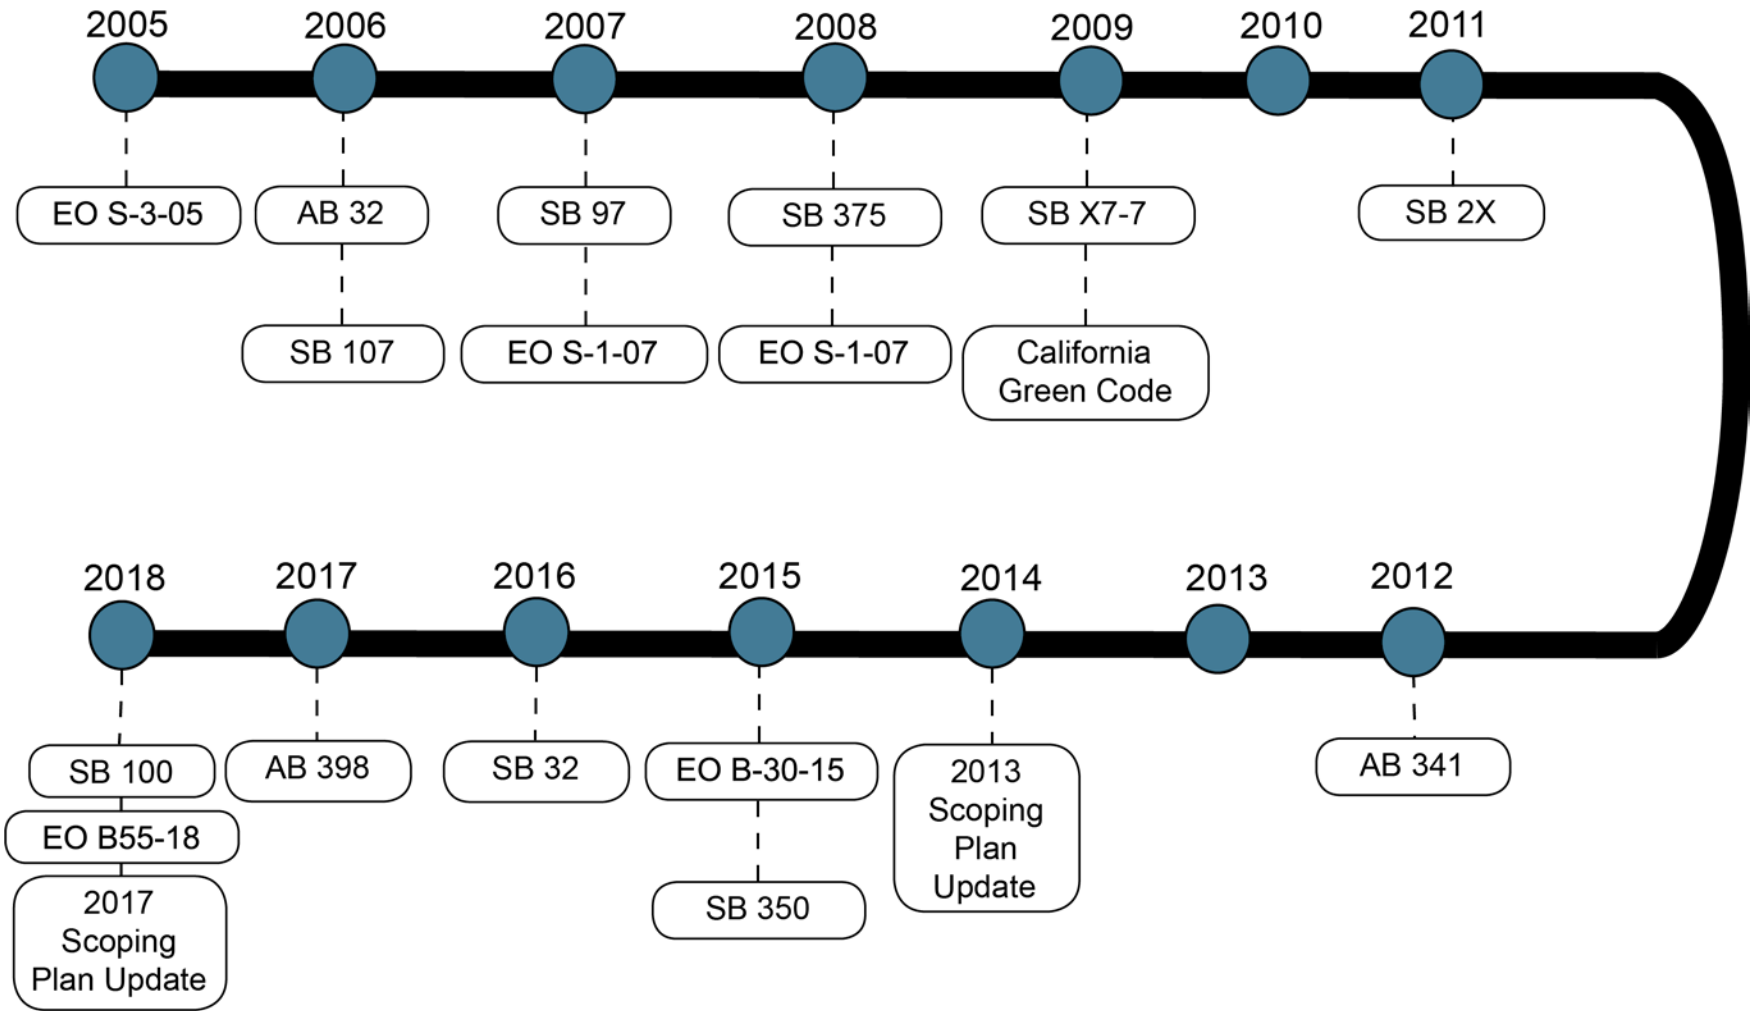 2005
2006
2007
2008
2009
2010
2011
EO S-3-05
AB 32
SB 97
SB 375
SB X7-7
SB 2X
SB 107
EO S-1-07
EO S-1-07
California
Green Code
2018
2017
2016
2015
2014
2013
2012
SB 100
AB 398
SB 32
EO B-30-15
2013
Scoping
Plan
Update
AB 341
EO B55-18
SB 350
2017
Scoping
Plan Update